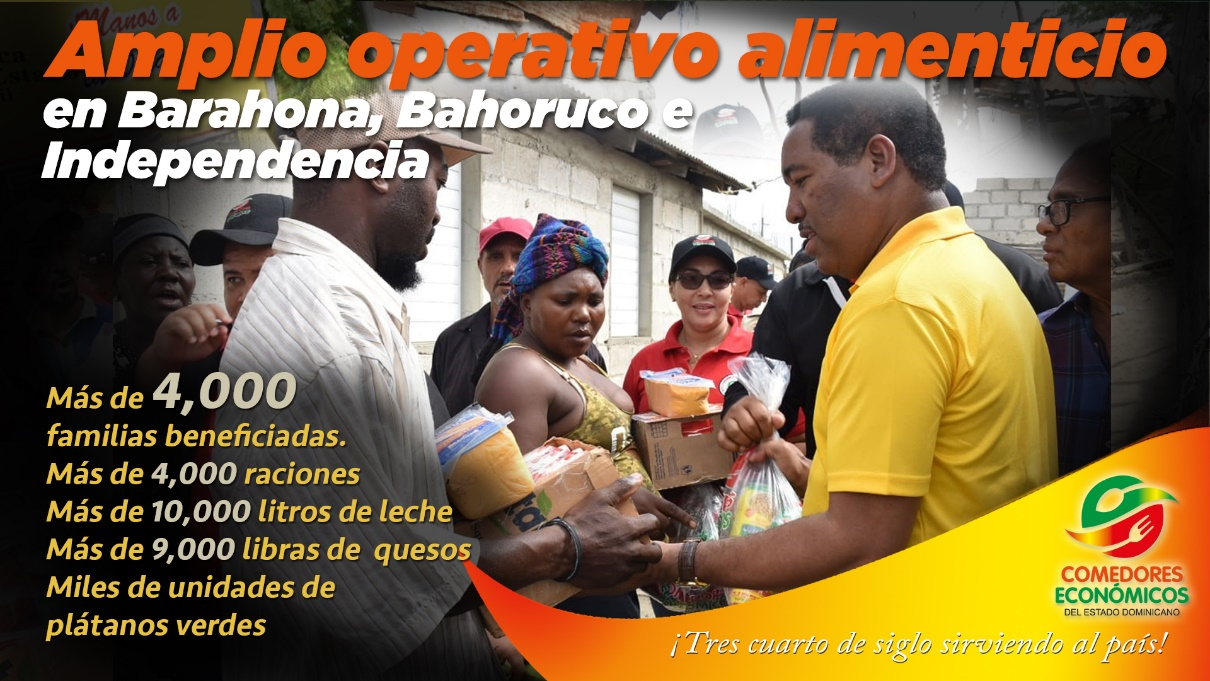 Manos a
Amplio operativo alimenticio
en Barahona, Bahoruco e
Independencia
Más de 4,000
familias beneficiadas.
Más de 4,000 raciones
Más de 10,000 litros de leche
Más de 9,000 libras de quesos
Miles de unidades de
plátanos verdes
COMEDORES
ECONÓMICOS
DEL ESTADO DOMINICANO
¡Tres cuarto de siglo sirviendo al país!